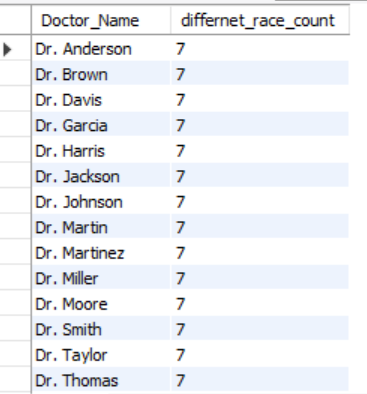 Doctor_Name differnet_race_count
Dr. Anderson 7
Dr. Brown 7
Dr. Davis 7
Dr. Garcia 7
Dr. Harris 7
Dr. Jackson 7
Dr. Johnson 7
Dr. Martin 7
Dr. Martinez 7
Dr. Miller 7
Dr. Moore 7
Dr. Smith 7
Dr. Taylor 7
Dr. Thomas 7